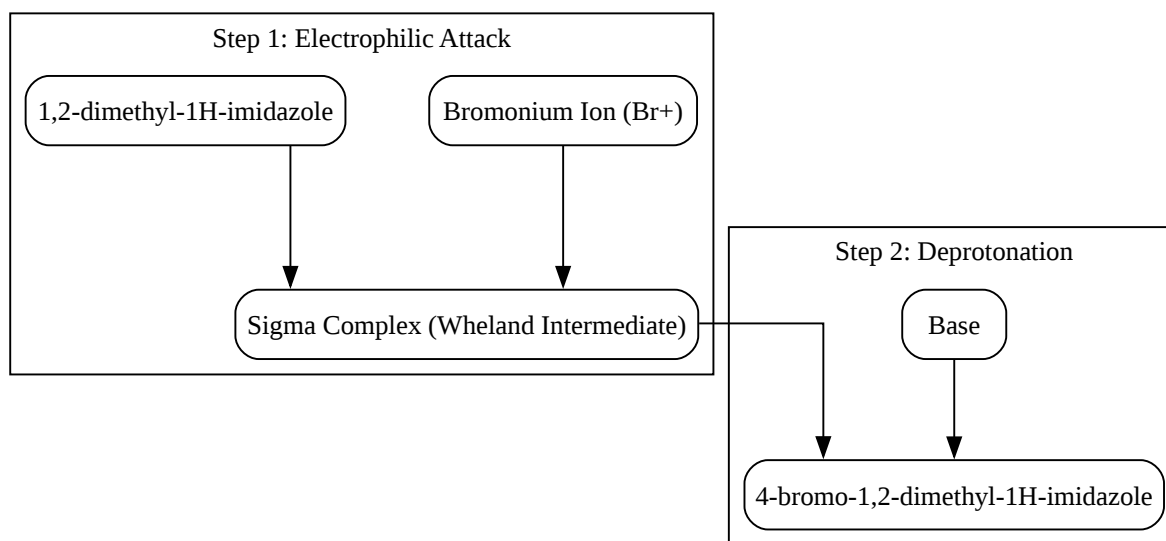 Step 1: Electrophilic Attack
1,2-dimethyl-1H-imidazole
Bromonium Ion (Br+)
Sigma Complex (Wheland Intermediate)
Step 2: Deprotonation
Base
4-bromo-1,2-dimethyl-1H-imidazole